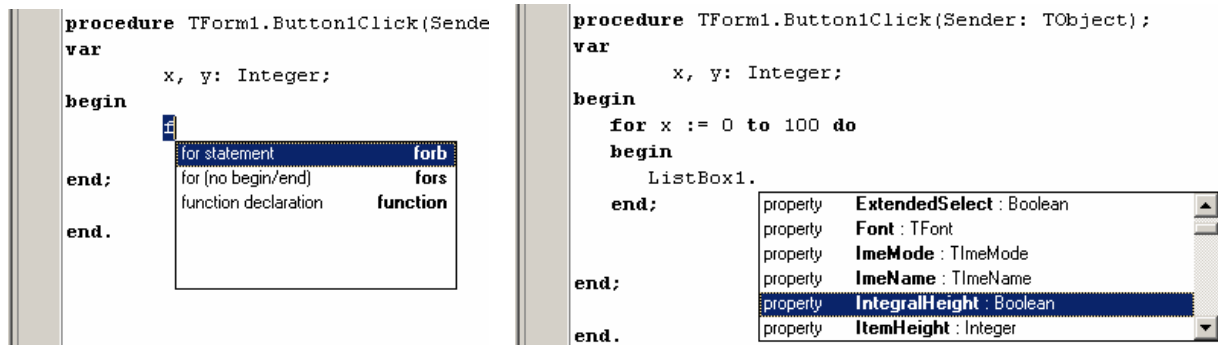 procedure TForm1.Button1Click(Sende
var
x, y: Integer;
begin
f
for statement forb
for (no begin/end) fors
function declaration function
end;
end.
procedure TForm1.Button1Click(Sender: TObject);
var
x, y: Integer;
begin
for x := 0 to 100 do
begin
ListBox1.
end;
property ExtendedSelect : Boolean
property Font : TFont
property ImeMode : TImeMode
property ImeName : TImeName
property IntegralHeight : Boolean
property ItemHeight : Integer
end;
end.